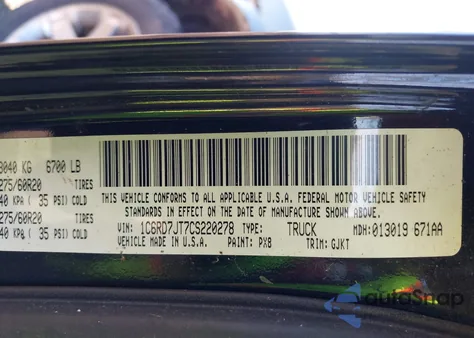 3040 KG 6700 LB
275/60R20 TIRES
40 KPA ( 35 PSI) COLD
275/60R20 TIRES
40 KPA ( 35 PSI) COLD
THIS VEHICLE CONFORMS TO ALL APPLICABLE U.S.A. FEDERAL MOTOR VEHICLE SAFETY
STANDARDS IN EFFECT ON THE DATE OF MANUFACTURE SHOWN ABOVE.
VIN: 1C6RD7JT7CS220278 TYPE: TRUCK MDH: 013019 671AA
VEHICLE MADE IN U.S.A. PAINT: PX8 TRIM: GJKT
autoSnap